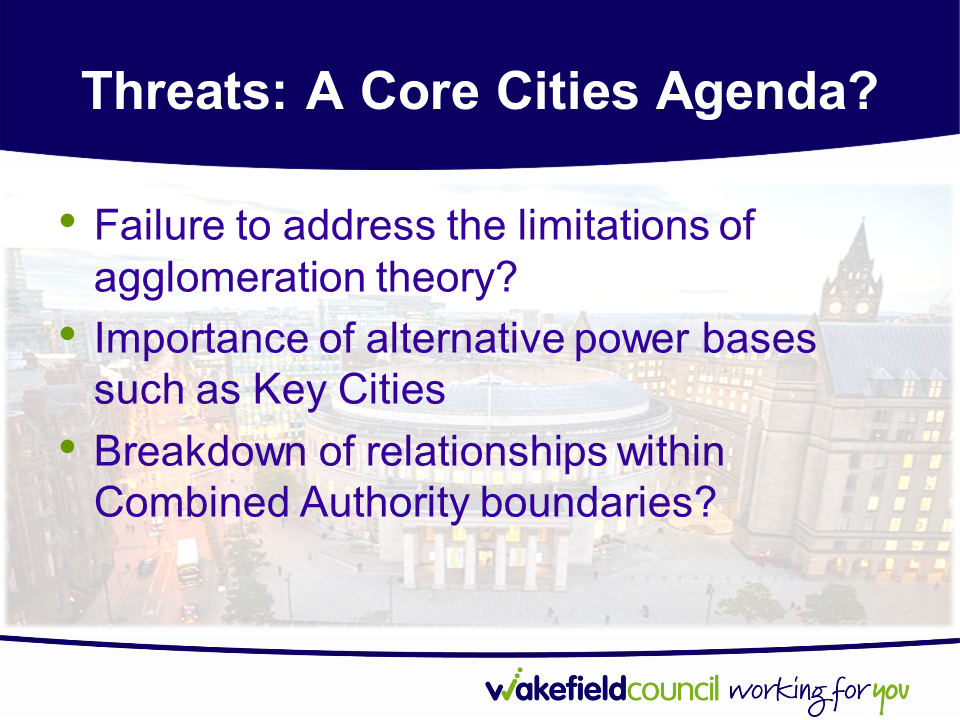 Threats: A Core Cities Agenda?
• Failure to address the limitations of
agglomeration theory?
• Importance of alternative power bases
such as Key Cities
• Breakdown of relationships within
Combined Authority boundaries?
wakefieldcouncil working for you